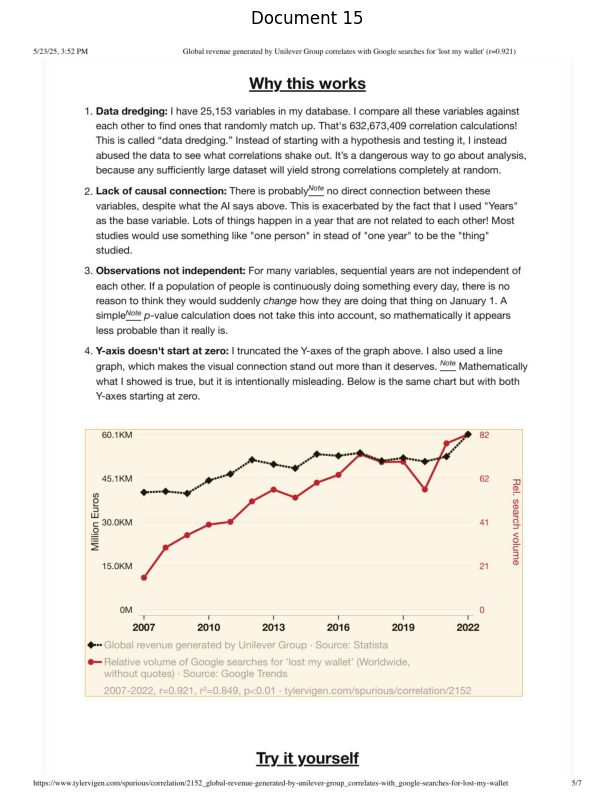 Document 15
5/23/25, 3:52 PM
Global revenue generated by Unilever Group correlates with Google searches for 'lost my wallet' (r=0.921)
Why this works
1. Data dredging: I have 25,153 variables in my database. I compare all these variables against
each other to find ones that randomly match up. That's 632,673,409 correlation calculations!
This is called “data dredging.” Instead of starting with a hypothesis and testing it, I instead
abused the data to see what correlations shake out. It’s a dangerous way to go about analysis,
because any sufficiently large dataset will yield strong correlations completely at random.
2. Lack of causal connection: There is probably Note no direct connection between these
variables, despite what the AI says above. This is exacerbated by the fact that I used "Years"
as the base variable. Lots of things happen in a year that are not related to each other! Most
studies would use something like "one person" in stead of "one year" to be the "thing"
studied.
3. Observations not independent: For many variables, sequential years are not independent of
each other. If a population of people is continuously doing something every day, there is no
reason to think they would suddenly change how they are doing that thing on January 1. A
simple Note p-value calculation does not take this into account, so mathematically it appears
less probable than it really is.
4. Y-axis doesn't start at zero: I truncated the Y-axes of the graph above. I also used a line
graph, which makes the visual connection stand out more than it deserves. Note Mathematically
what I showed is true, but it is intentionally misleading. Below is the same chart but with both
Y-axes starting at zero.
60.1KM
45.1KM
30.0KM
15.0KM
0M
Million Euros
82
62
41
21
0
Rel. search volume
2007 2010 2013 2016 2019 2022
Global revenue generated by Unilever Group · Source: Statista
Relative volume of Google searches for 'lost my wallet' (Worldwide,
without quotes) · Source: Google Trends
2007-2022, r=0.921, r²=0.849, p<0.01 · tylervigen.com/spurious/correlation/2152
Try it yourself
https://www.tylervigen.com/spurious/correlation/2152_global-revenue-generated-by-unilever-group_correlates-with_google-searches-for-lost-my-wallet
5/7